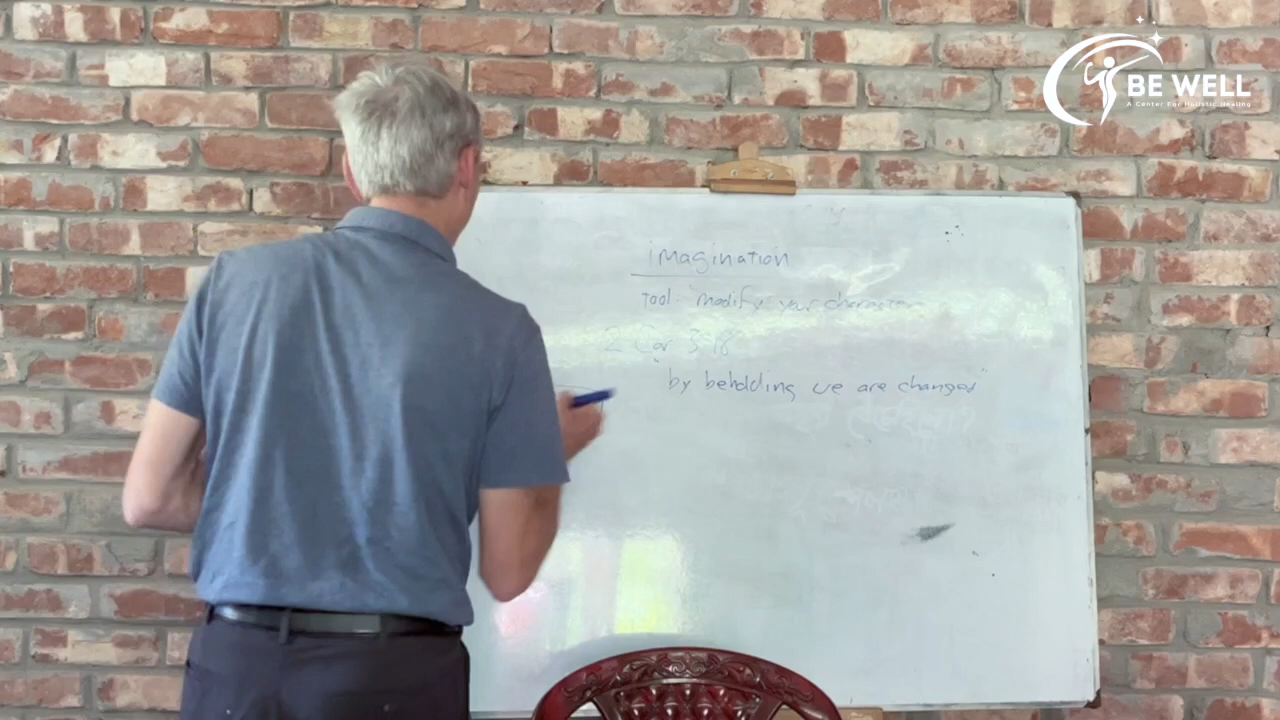 BE WELL
A Center For Holistic Healing
imagination
Tool: modify your character
2 Cor 3:18
"by beholding we are changed"